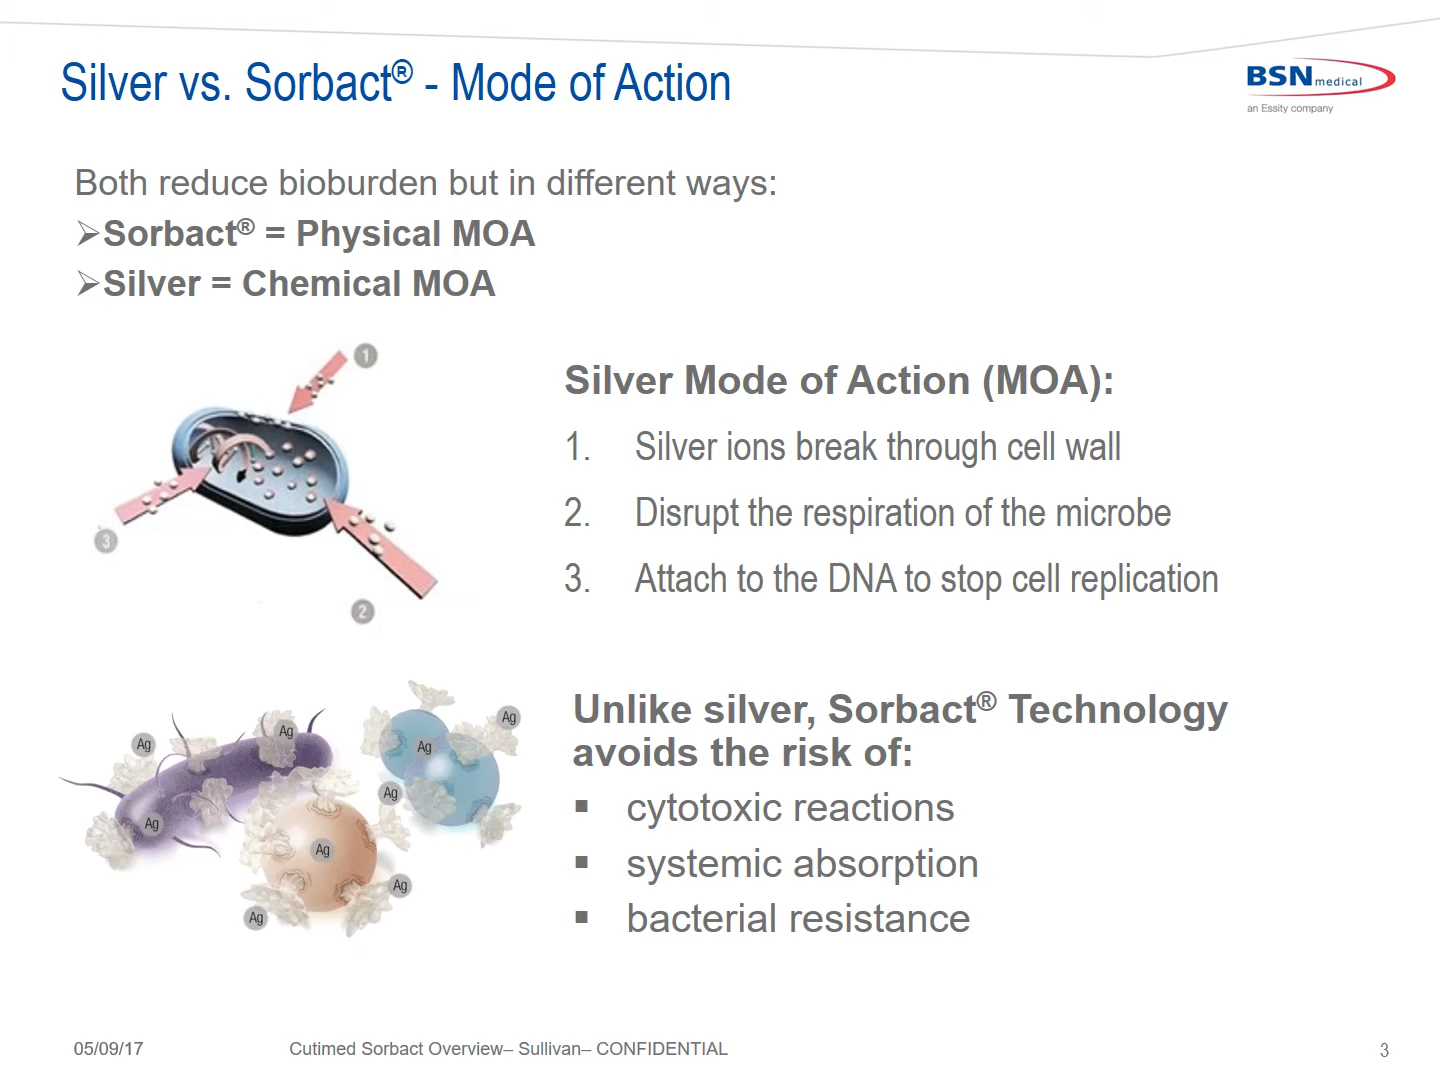 Silver vs. Sorbact® - Mode of Action
BSN medical
an Essity company
Both reduce bioburden but in different ways:
➢Sorbact® = Physical MOA
➢Silver = Chemical MOA
1
3
2
Silver Mode of Action (MOA):
1. Silver ions break through cell wall
2. Disrupt the respiration of the microbe
3. Attach to the DNA to stop cell replication
Ag
Ag
Ag
Ag
Ag
Ag
Ag
Ag
Ag
Unlike silver, Sorbact® Technology
avoids the risk of:
▪ cytotoxic reactions
▪ systemic absorption
▪ bacterial resistance
05/09/17
Cutimed Sorbact Overview– Sullivan– CONFIDENTIAL
3